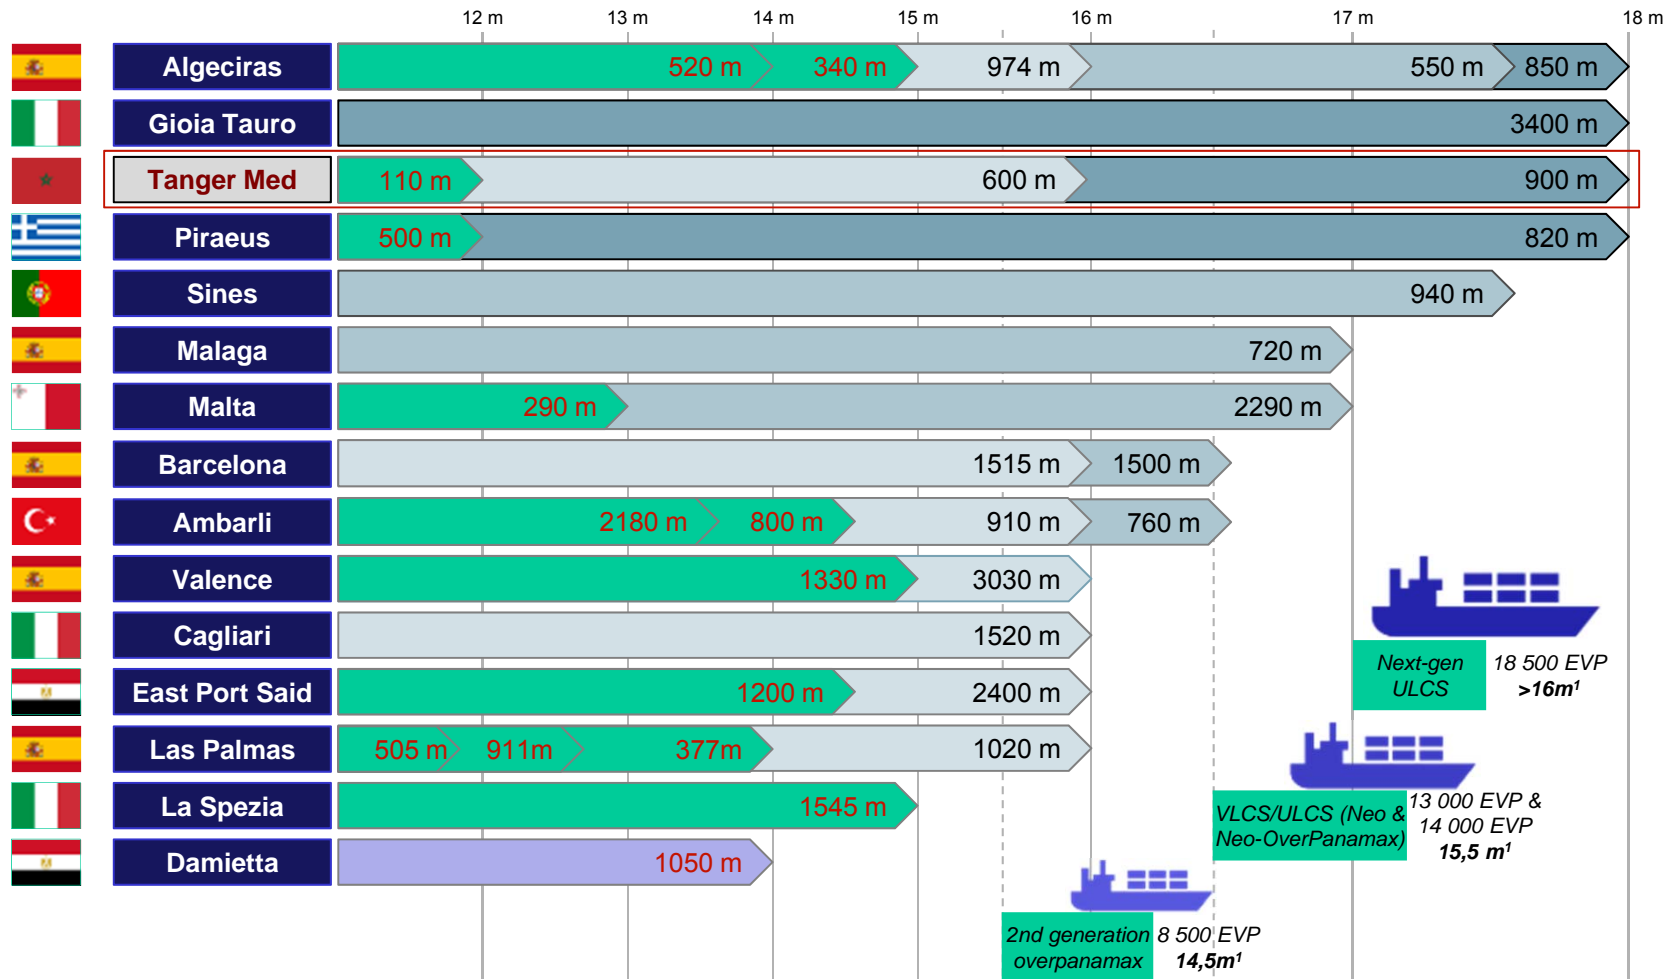 12 m 13 m 14 m 15 m 16 m 17 m 18 m
Algeciras 520 m 340 m 974 m 550 m 850 m
Gioia Tauro 3400 m
Tanger Med 110 m 600 m 900 m
Piraeus 500 m 820 m
Sines 940 m
Malaga 720 m
Malta 290 m 2290 m
Barcelona 1515 m 1500 m
Ambarli 2180 m 800 m 910 m 760 m
Valence 1330 m 3030 m
Cagliari 1520 m
East Port Said 1200 m 2400 m
Las Palmas 505 m 911m 377m 1020 m
La Spezia 1545 m
Damietta 1050 m
Next-gen
ULCS
18 500 EVP
>16m¹
VLCS/ULCS (Neo &
Neo-OverPanamax)
13 000 EVP &
14 000 EVP
15,5 m¹
2nd generation
overpanamax
8 500 EVP
14,5m¹